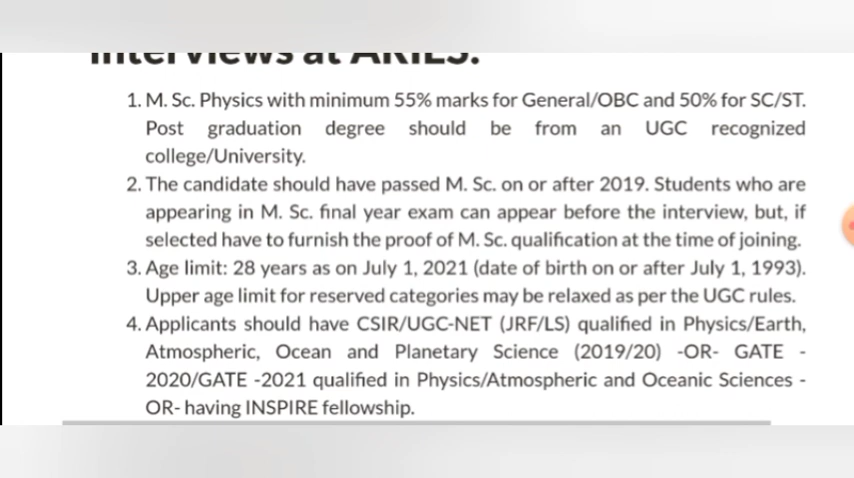 Interviews at ARIES:
1. M. Sc. Physics with minimum 55% marks for General/OBC and 50% for SC/ST.
Post graduation degree should be from an UGC recognized
college/University.
2. The candidate should have passed M. Sc. on or after 2019. Students who are
appearing in M. Sc. final year exam can appear before the interview, but, if
selected have to furnish the proof of M. Sc. qualification at the time of joining.
3. Age limit: 28 years as on July 1, 2021 (date of birth on or after July 1, 1993).
Upper age limit for reserved categories may be relaxed as per the UGC rules.
4. Applicants should have CSIR/UGC-NET (JRF/LS) qualified in Physics/Earth,
Atmospheric, Ocean and Planetary Science (2019/20) -OR- GATE -
2020/GATE -2021 qualified in Physics/Atmospheric and Oceanic Sciences -
OR- having INSPIRE fellowship.